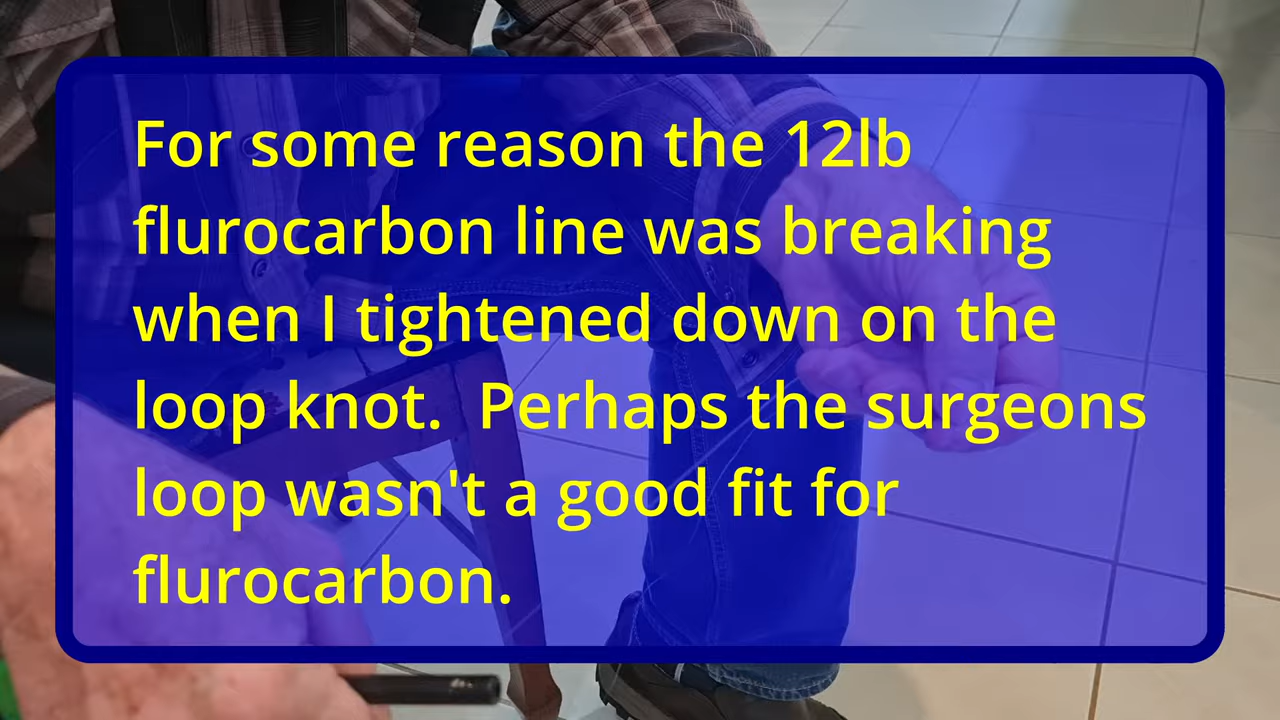 For some reason the 12lb
flurocarbon line was breaking
when I tightened down on the
loop knot.  Perhaps the surgeons
loop wasn't a good fit for
flurocarbon.